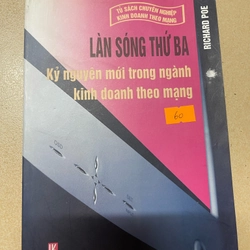 TỦ SÁCH CHUYÊN NGHIỆP
KINH DOANH THEO MẠNG
RICHARD POE
LÀN SÓNG THỨ BA
Kỷ nguyên mới trong ngành
kinh doanh theo mạng
60